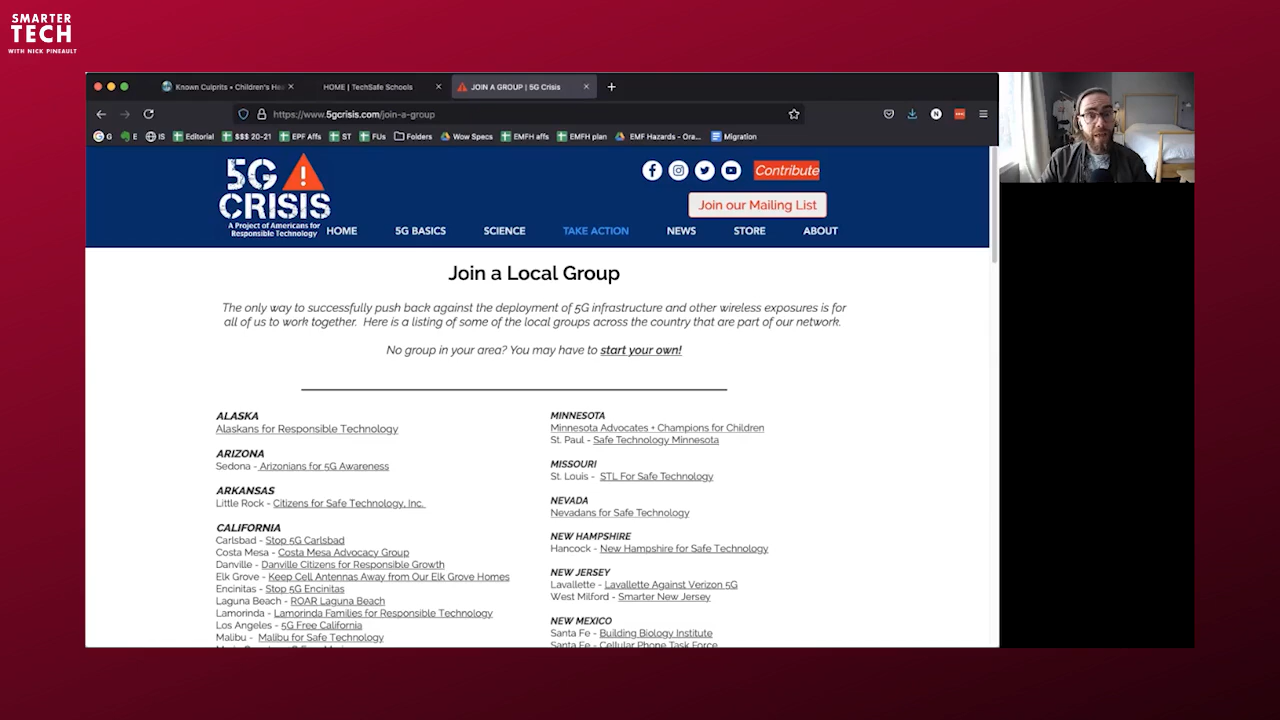 SMARTER
TECH
WITH NICK PINEAULT
Known Culprits • Children's Hea
HOME | TechSafe Schools
JOIN A GROUP | 5G Crisis
https://www.5gcrisis.com/join-a-group
G
E
IS
Editorial
$$$ 20-21
EPF Affs
ST
FUs
Folders
Wow Specs
EMFH affs
EMFH plan
EMF Hazards - Ora...
Migration
5G
CRISIS
A Project of Americans for
Responsible Technology
Contribute
Join our Mailing List
HOME
5G BASICS
SCIENCE
TAKE ACTION
NEWS
STORE
ABOUT
Join a Local Group
The only way to successfully push back against the deployment of 5G infrastructure and other wireless exposures is for
all of us to work together. Here is a listing of some of the local groups across the country that are part of our network.
No group in your area? You may have to start your own!
ALASKA
Alaskans for Responsible Technology
ARIZONA
Sedona - Arizonians for 5G Awareness
ARKANSAS
Little Rock - Citizens for Safe Technology, Inc.
CALIFORNIA
Carlsbad - Stop 5G Carlsbad
Costa Mesa - Costa Mesa Advocacy Group
Danville - Danville Citizens for Responsible Growth
Elk Grove - Keep Cell Antennas Away from Our Elk Grove Homes
Encinitas - Stop 5G Encinitas
Laguna Beach - ROAR Laguna Beach
Lamorinda - Lamorinda Families for Responsible Technology
Los Angeles - 5G Free California
Malibu - Malibu for Safe Technology
MINNESOTA
Minnesota Advocates + Champions for Children
St. Paul - Safe Technology Minnesota
MISSOURI
St. Louis - STL For Safe Technology
NEVADA
Nevadans for Safe Technology
NEW HAMPSHIRE
Hancock - New Hampshire for Safe Technology
NEW JERSEY
Lavallette - Lavallette Against Verizon 5G
West Milford - Smarter New Jersey
NEW MEXICO
Santa Fe - Building Biology Institute
Santa Fe - Cellular Phone Task Force